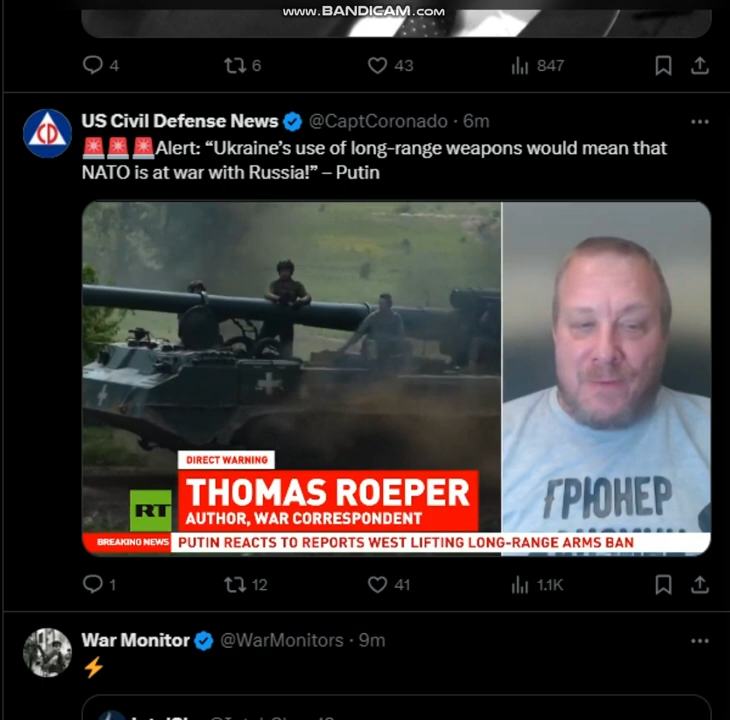 WWW.BANDICAM.COM
4 6 43 847
US Civil Defense News @CaptCoronado · 6m
CD
🚨🚨🚨Alert: “Ukraine’s use of long-range weapons would mean that
NATO is at war with Russia!” – Putin
DIRECT WARNING
THOMAS ROEPER
AUTHOR, WAR CORRESPONDENT
RT
BREAKING NEWS PUTIN REACTS TO REPORTS WEST LIFTING LONG-RANGE ARMS BAN
ГРЮНЕР
1 12 41 1.1K
War Monitor @WarMonitors · 9m
⚡